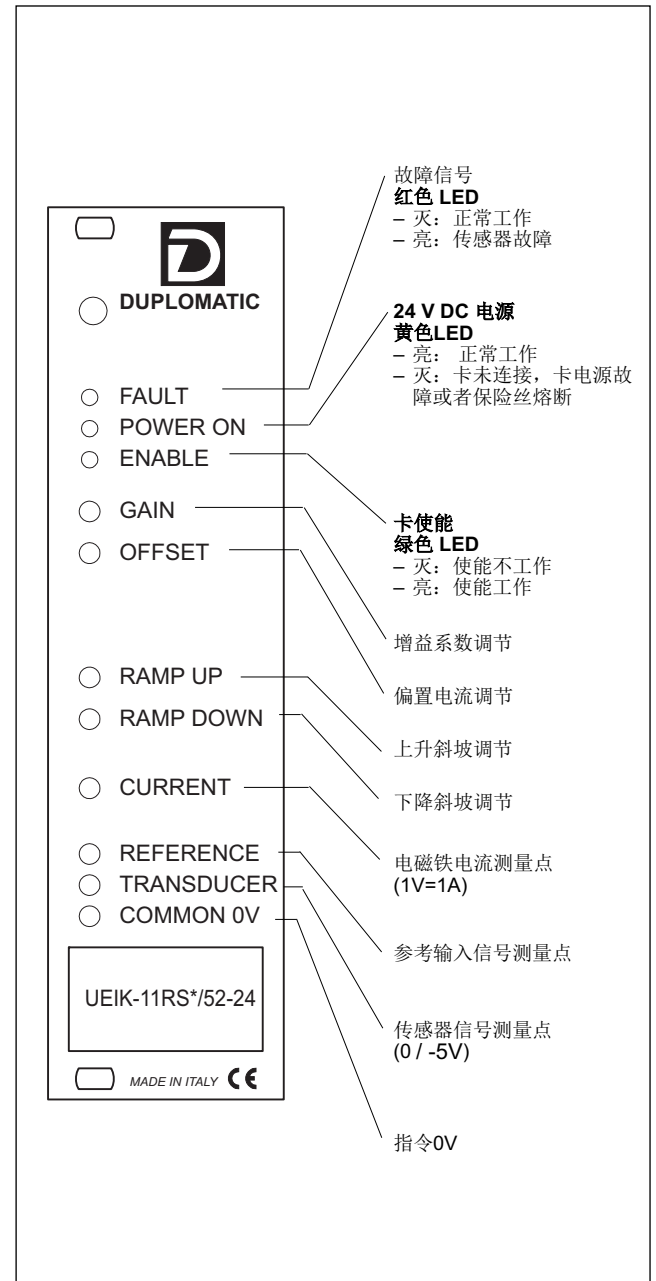 DUPLOMATIC
FAULT
POWER ON
ENABLE
GAIN
OFFSET
RAMP UP
RAMP DOWN
CURRENT
REFERENCE
TRANSDUCER
COMMON 0V
UEIK-11RS*/52-24
MADE IN ITALY CE
故障信号
红色 LED
– 灭：正常工作
– 亮：传感器故障
24 V DC 电源
黄色LED
– 亮： 正常工作
– 灭：卡未连接，卡电源故
障或者保险丝熔断
卡使能
绿色 LED
– 灭：使能不工作
– 亮：使能工作
增益系数调节
偏置电流调节
上升斜坡调节
下降斜坡调节
电磁铁电流测量点
(1V=1A)
参考输入信号测量点
传感器信号测量点
(0 / -5V)
指令0V